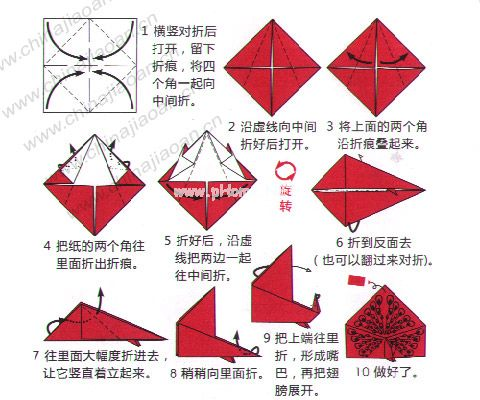 1 横竖对折后
打开，留下
折痕，将四
个角一起向
中间折。
2 沿虚线向中间
折好后打开。
3 将上面的两个角
沿折痕叠起来。
4 把纸的两个角往
里面折出折痕。
5 折好后，沿虚
线把两边一起
往中间折。
旋转
6 折到反面去
（也可以翻过来对折）。
7 往里面大幅度折进去，
让它竖直着立起来。
8 稍稍向里面折。
9 把上端往里
折，形成嘴
巴，再把翅
膀展开。
10 做好了。
www.chinajiaoan.cn
www.chinajiaoan.cn